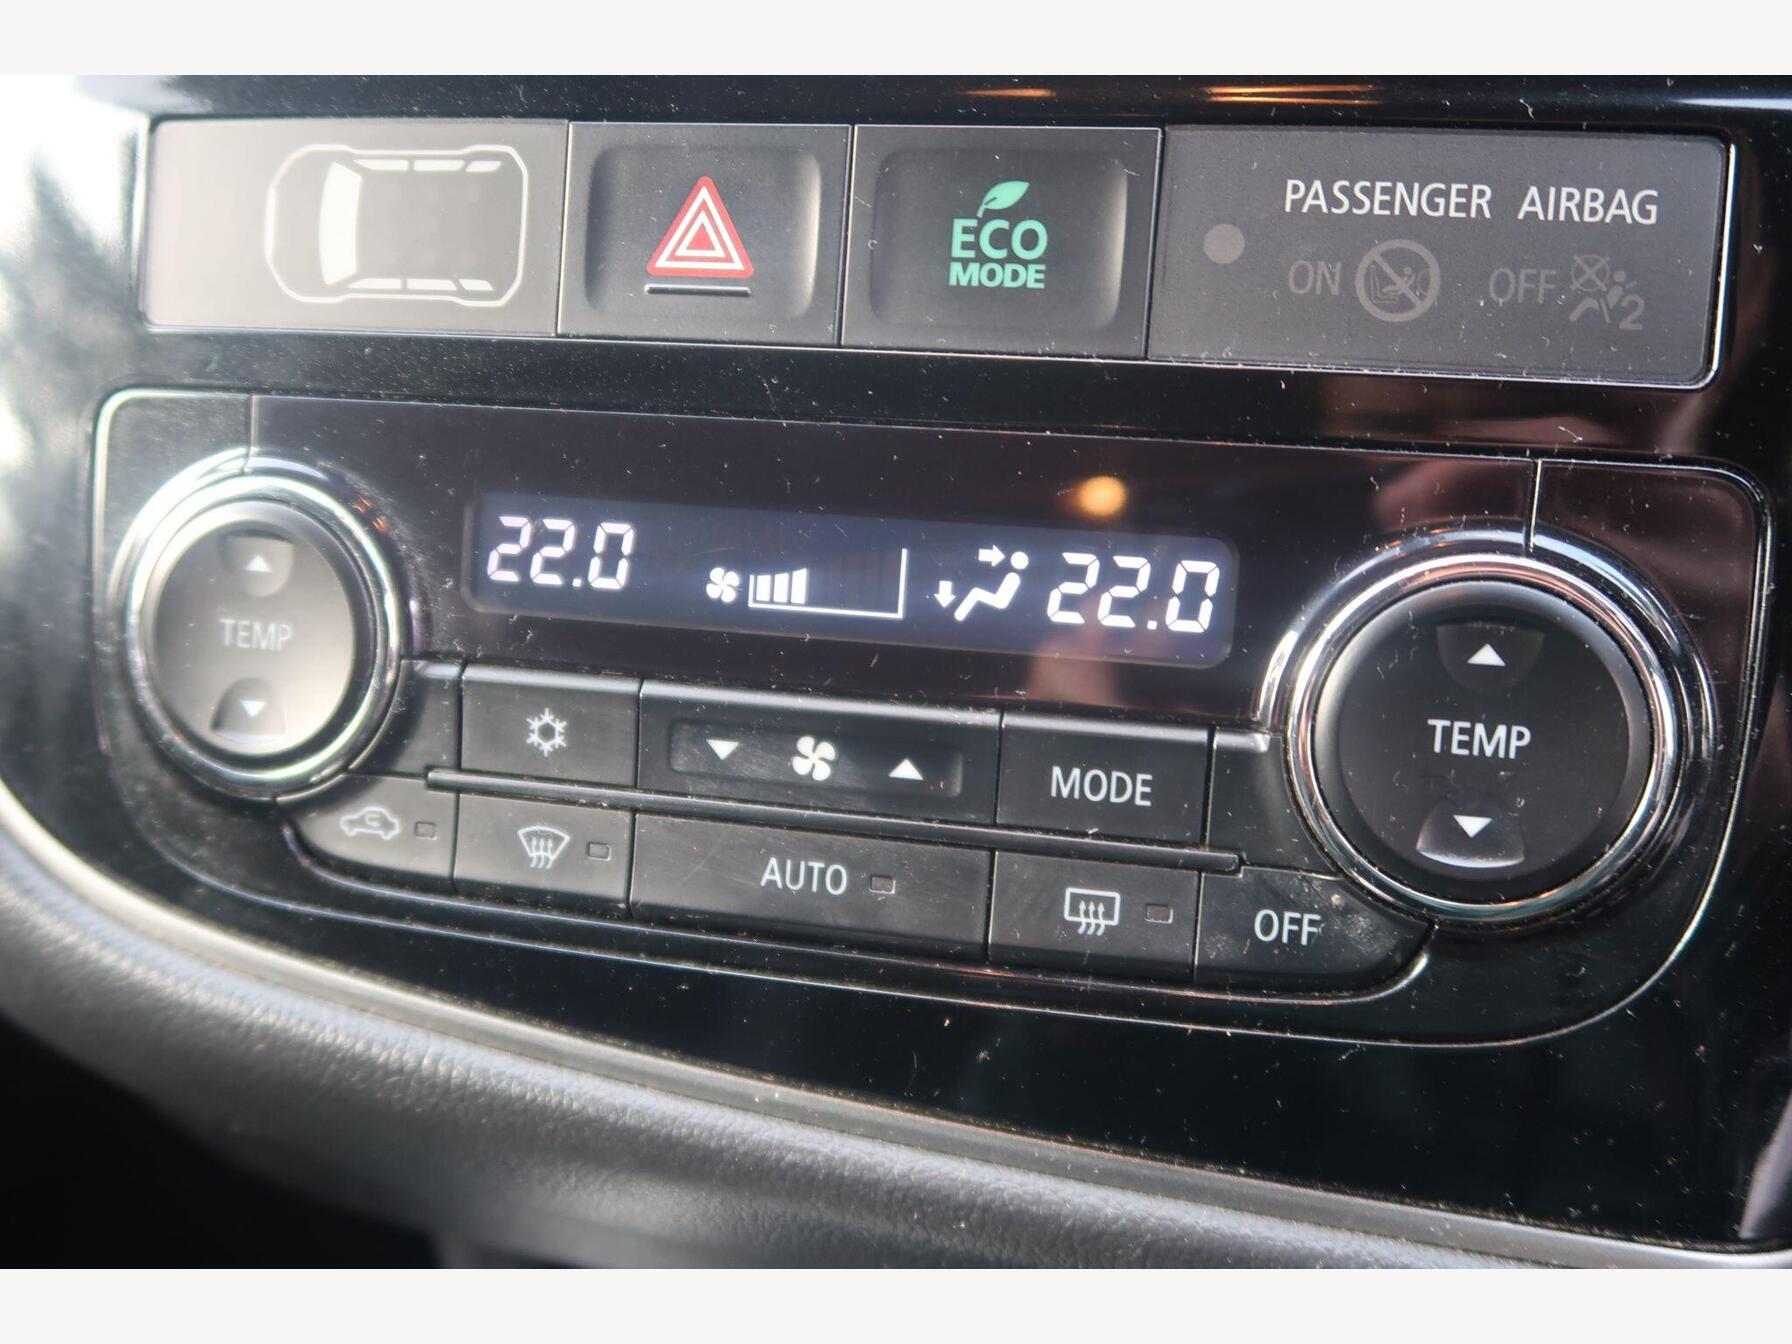 ECO
MODE
PASSENGER AIRBAG
ON OFF 2
22.0 22.0
TEMP
TEMP
MODE
AUTO
OFF